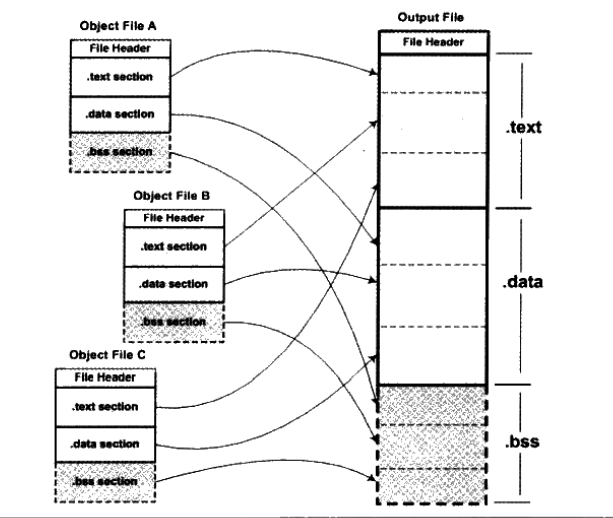 Object File A
File Header
.text section
.data section
.bss section
Object File B
File Header
.text section
.data section
.bss section
Object File C
File Header
.text section
.data section
.bss section
Output File
File Header
.text
.data
.bss